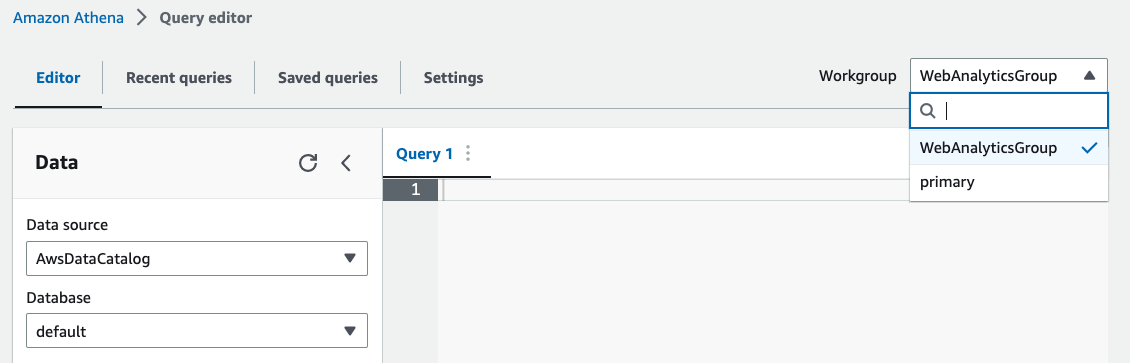 Amazon Athena > Query editor
Editor Recent queries Saved queries Settings Workgroup WebAnalyticsGroup
WebAnalyticsGroup
primary
Data
Query 1
1
Data source
AwsDataCatalog
Database
default